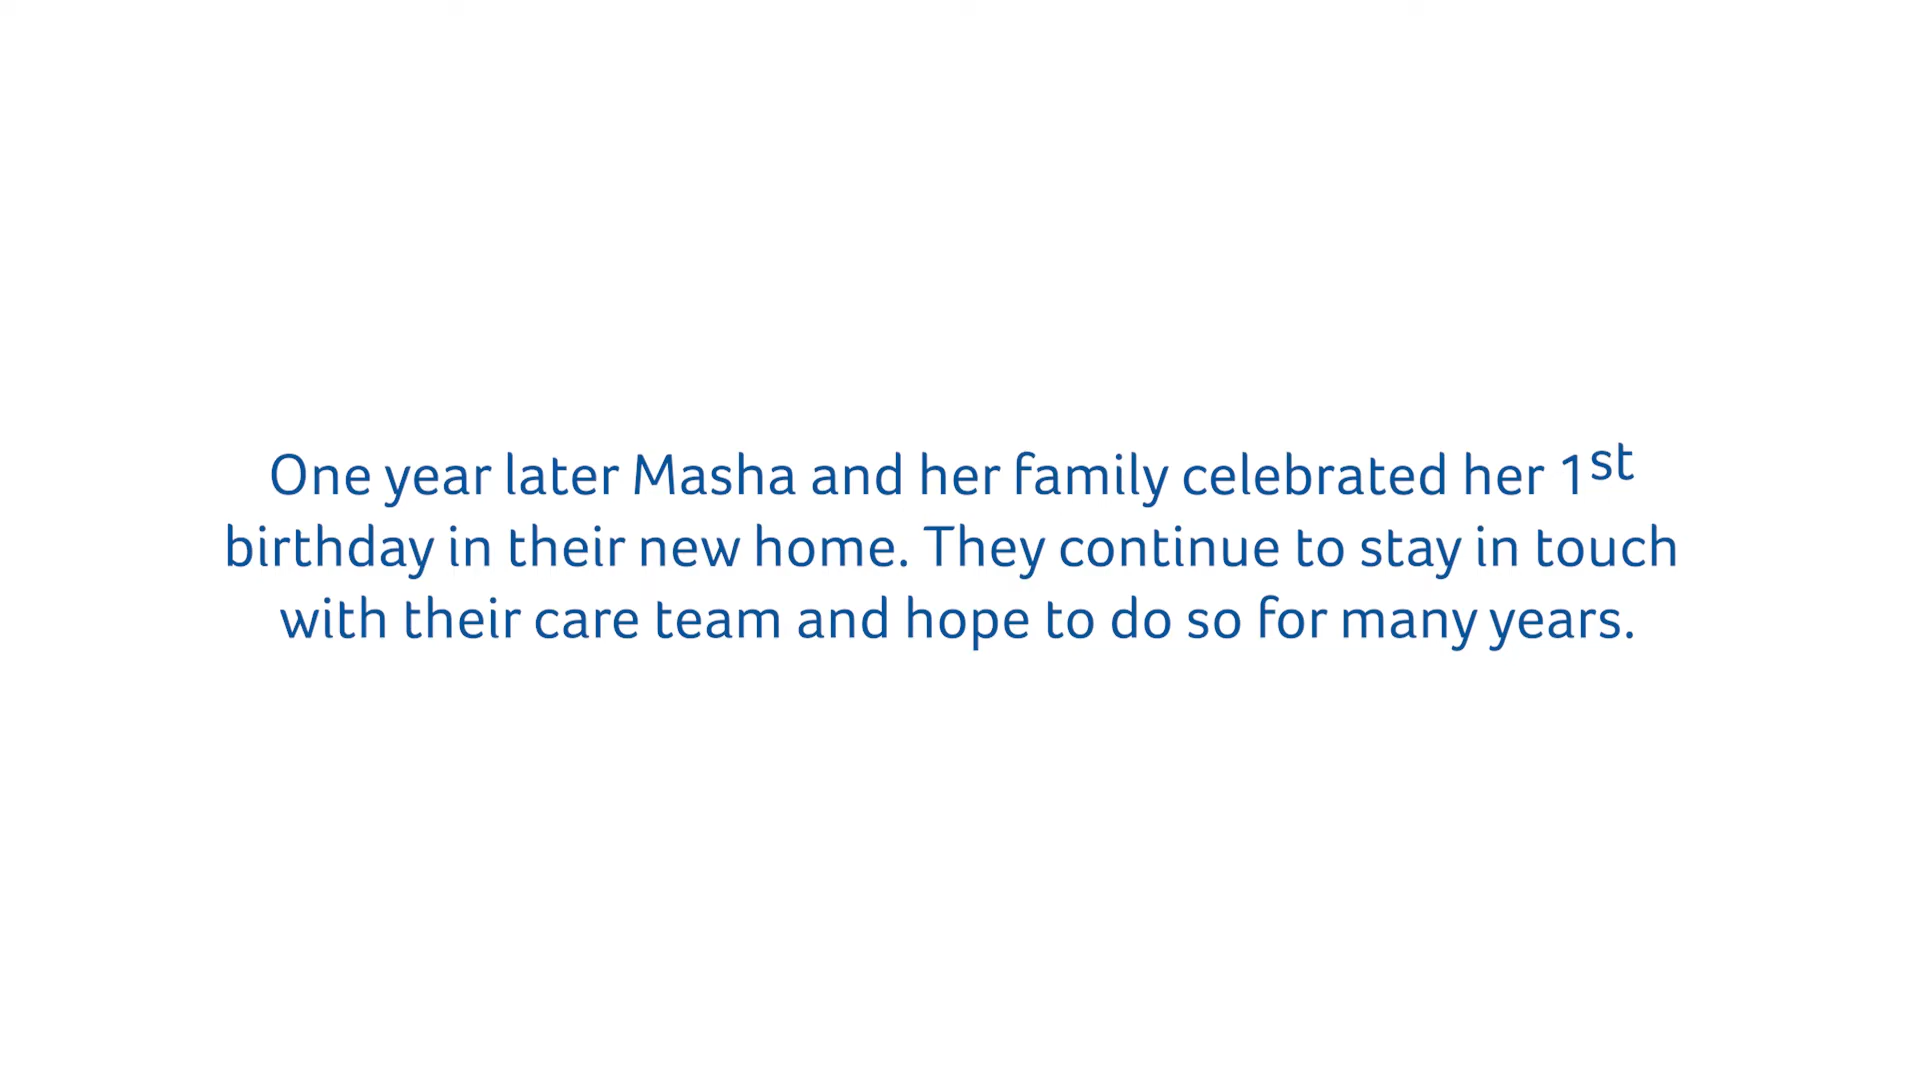 One year later Masha and her family celebrated her 1st
birthday in their new home. They continue to stay in touch
with their care team and hope to do so for many years.